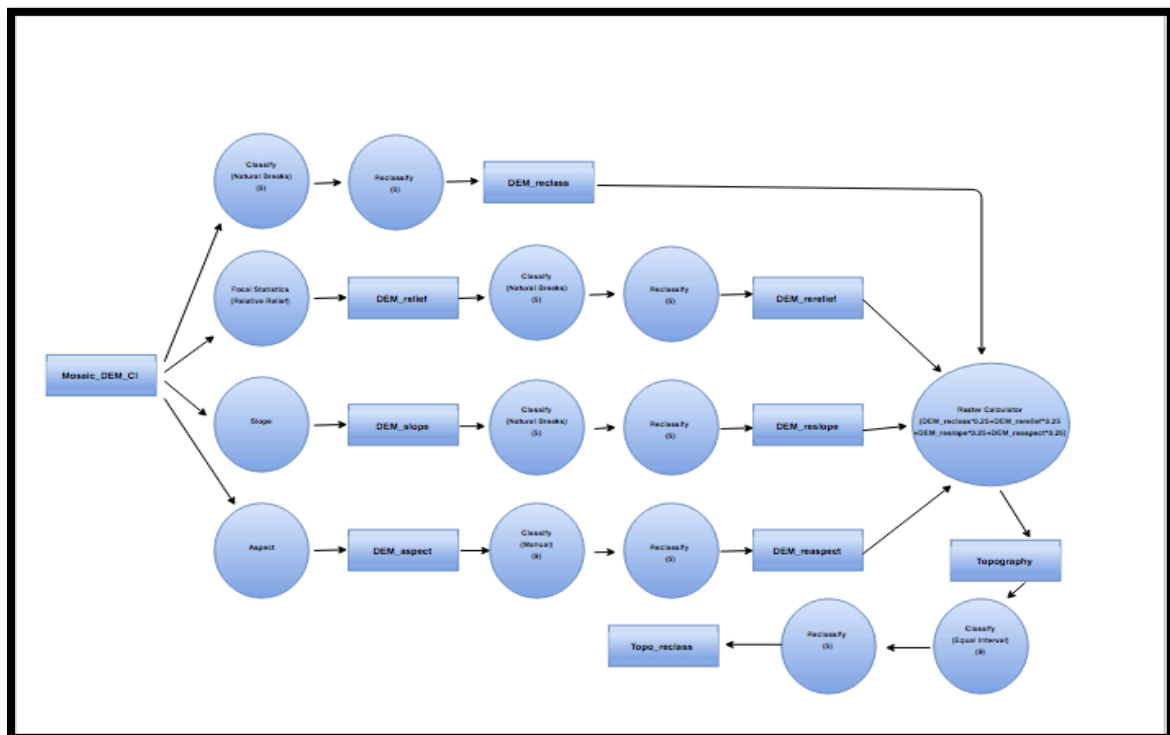 Classify
(Natural Breaks)
(5)
Reclassify
(5)
DEM_reclass
Focal Statistics
(Relative Relief)
DEM_relief
Classify
(Natural Breaks)
(5)
Reclassify
(5)
DEM_rerelief
Mosaic_DEM_CI
Slope
DEM_slope
Classify
(Natural Breaks)
(5)
Reclassify
(5)
DEM_reslope
Raster Calculator
(DEM_reclass*0.25+DEM_rerelief*0.25
+DEM_reslope*0.25+DEM_reaspect*0.25)
Aspect
DEM_aspect
Classify
(Manual)
(9)
Reclassify
(5)
DEM_reaspect
Topography
Classify
(Equal Interval)
(9)
Reclassify
(5)
Topo_reclass